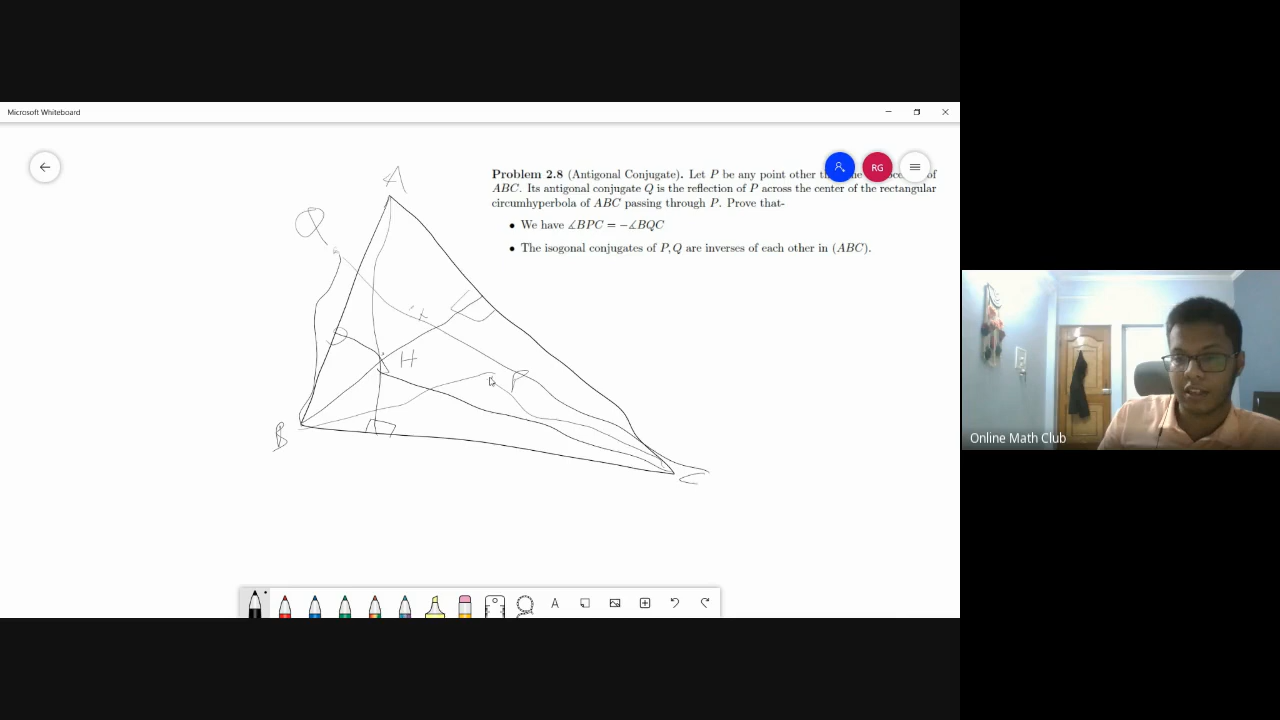 Microsoft Whiteboard
RG
Problem 2.8 (Antigonal Conjugate). Let P be any point other of
ABC. Its antigonal conjugate Q is the reflection of P across the center of the rectangular
circumhyperbola of ABC passing through P. Prove that-
• We have ∡BPC = −∡BQC
• The isogonal conjugates of P, Q are inverses of each other in (ABC).
A
Q
H
P
B
C
Online Math Club
A